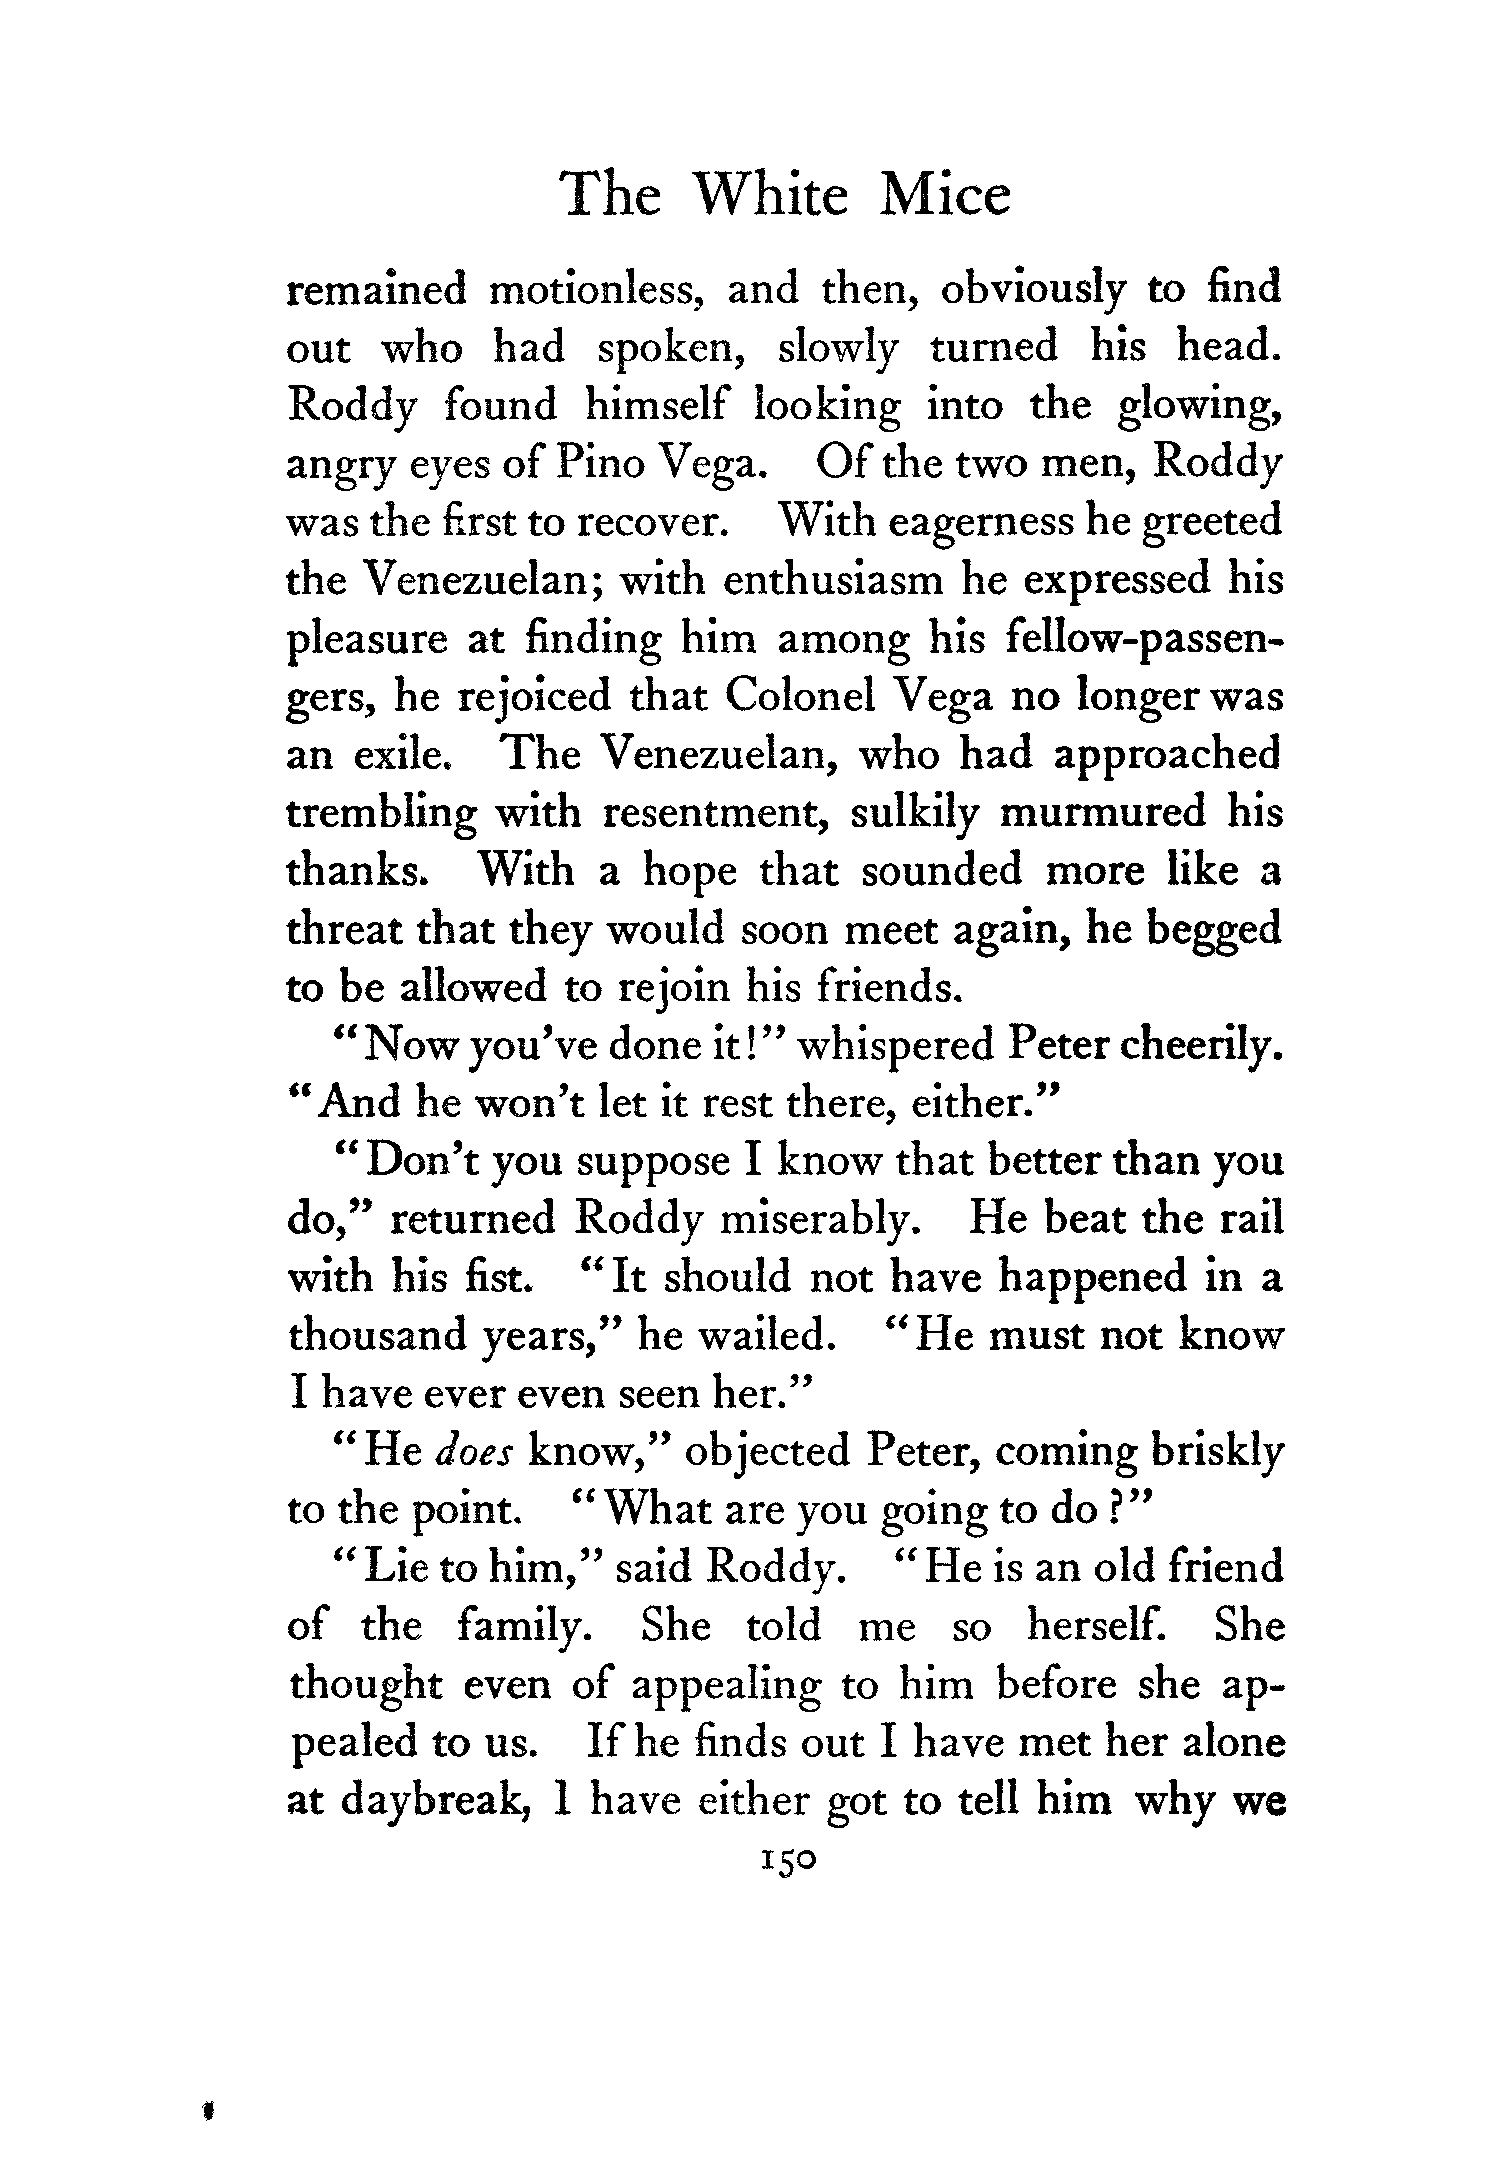 The White Mice
remained motionless, and then, obviously to find
out who had spoken, slowly turned his head.
Roddy found himself looking into the glowing,
angry eyes of Pino Vega. Of the two men, Roddy
was the first to recover. With eagerness he greeted
the Venezuelan; with enthusiasm he expressed his
pleasure at finding him among his fellow-passen-
gers, he rejoiced that Colonel Vega no longer was
an exile. The Venezuelan, who had approached
trembling with resentment, sulkily murmured his
thanks. With a hope that sounded more like a
threat that they would soon meet again, he begged
to be allowed to rejoin his friends.
“Now you’ve done it!” whispered Peter cheerily.
“And he won’t let it rest there, either.”
“Don’t you suppose I know that better than you
do,” returned Roddy miserably. He beat the rail
with his fist. “It should not have happened in a
thousand years,” he wailed. “He must not know
I have ever even seen her.”
“He does know,” objected Peter, coming briskly
to the point. “What are you going to do?”
“Lie to him,” said Roddy. “He is an old friend
of the family. She told me so herself. She
thought even of appealing to him before she ap-
pealed to us. If he finds out I have met her alone
at daybreak, I have either got to tell him why we
150